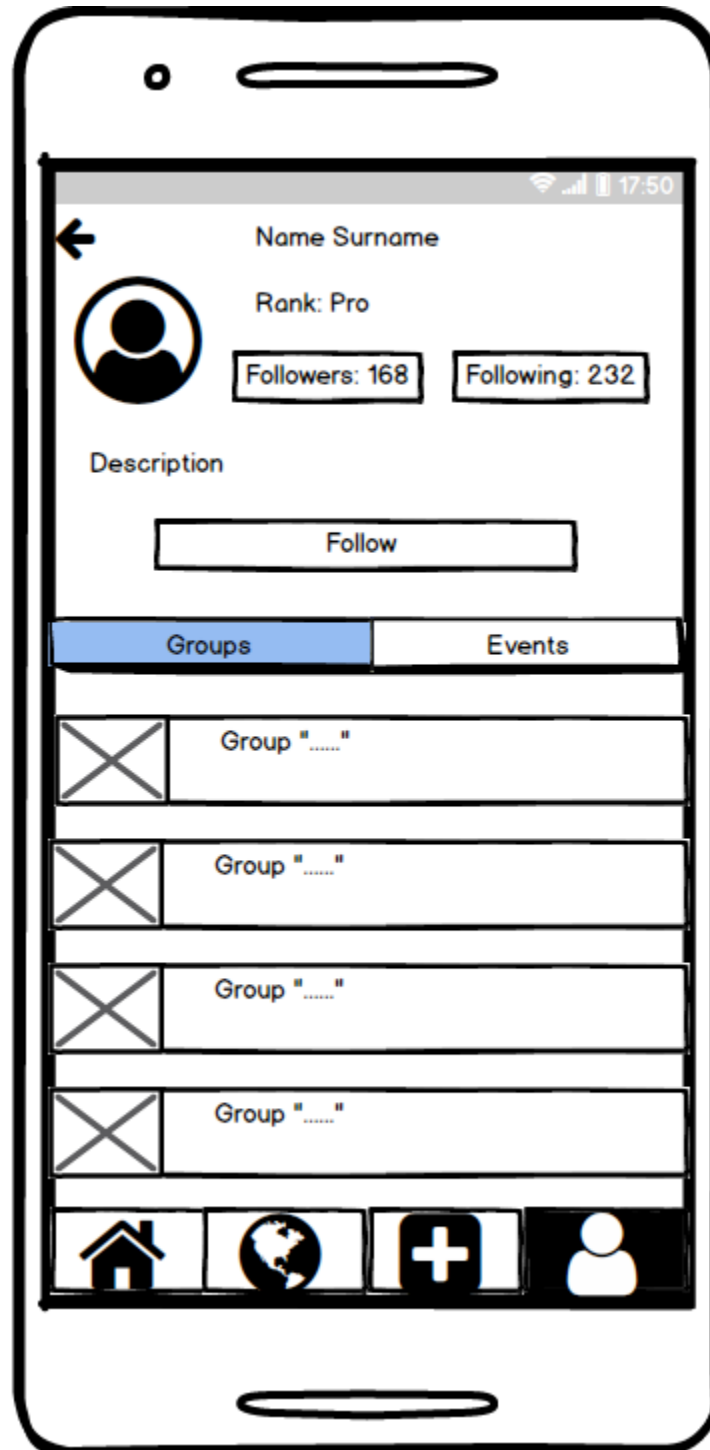 17:50
Name Surname
Rank: Pro
Followers: 168 Following: 232
Description
Follow
Groups Events
Group "......"
Group "......"
Group "......"
Group "......"